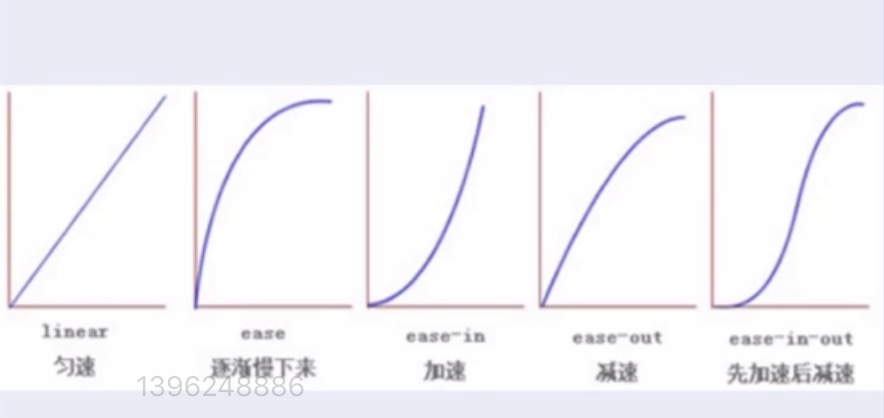 linear
ease
ease-in
ease-out
ease-in-out
匀速
逐渐慢下来
加速
减速
先加速后减速
1396248886